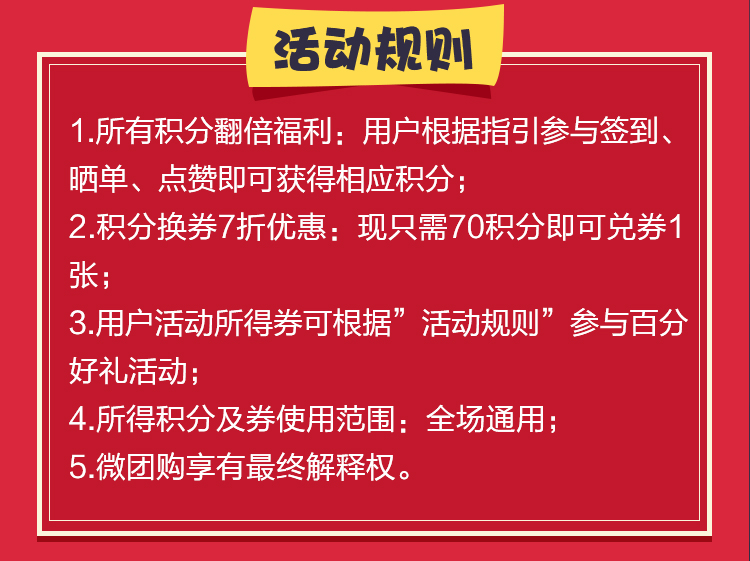 活动规则
1.所有积分翻倍福利：用户根据指引参与签到、
晒单、点赞即可获得相应积分；
2.积分换券7折优惠：现只需70积分即可兑券1
张；
3.用户活动所得券可根据”活动规则”参与百分
好礼活动；
4.所得积分及券使用范围：全场通用；
5.微团购享有最终解释权。